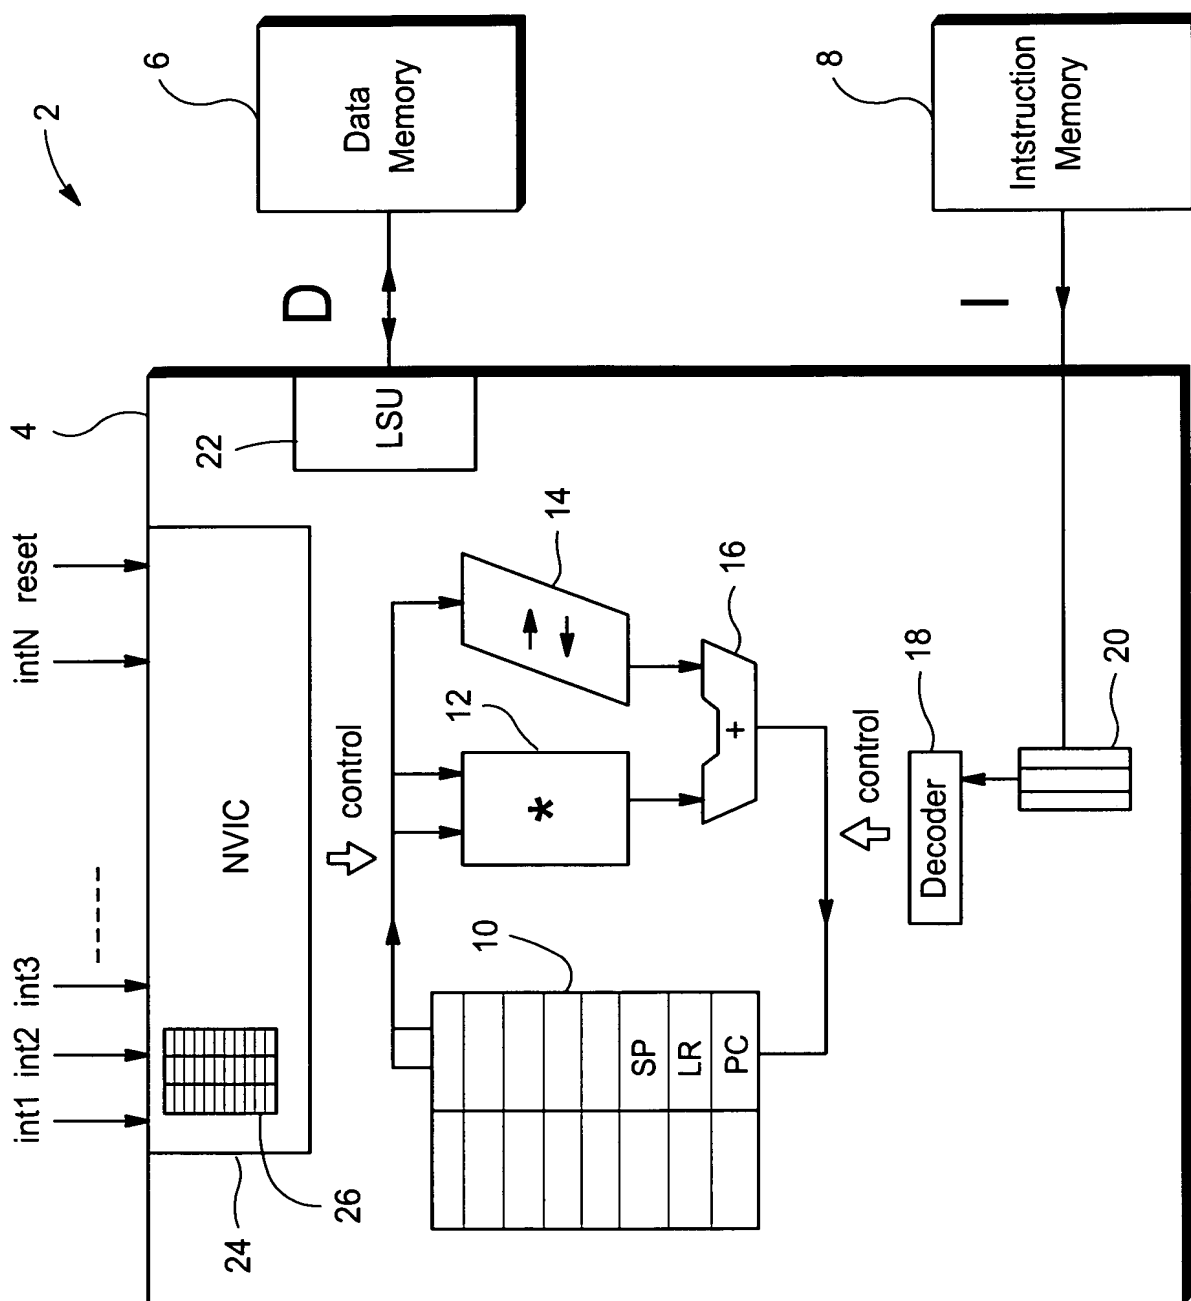 int1
int2
int3
-----
intN
reset
4
2
24
26
NVIC
22
LSU
D
6
Data
Memory
control
10
SP
LR
PC
12
*
14
16
+
control
18
Decoder
20
I
8
Intstruction
Memory